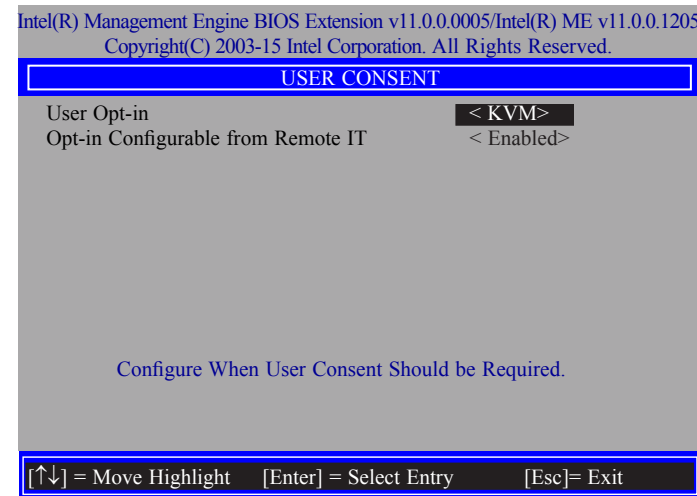 Intel(R) Management Engine BIOS Extension v11.0.0.0005/Intel(R) ME v11.0.0.1205
Copyright(C) 2003-15 Intel Corporation. All Rights Reserved.
USER CONSENT
User Opt-in < KVM>
Opt-in Configurable from Remote IT < Enabled>
Configure When User Consent Should be Required.
[↑↓] = Move Highlight [Enter] = Select Entry [Esc]= Exit